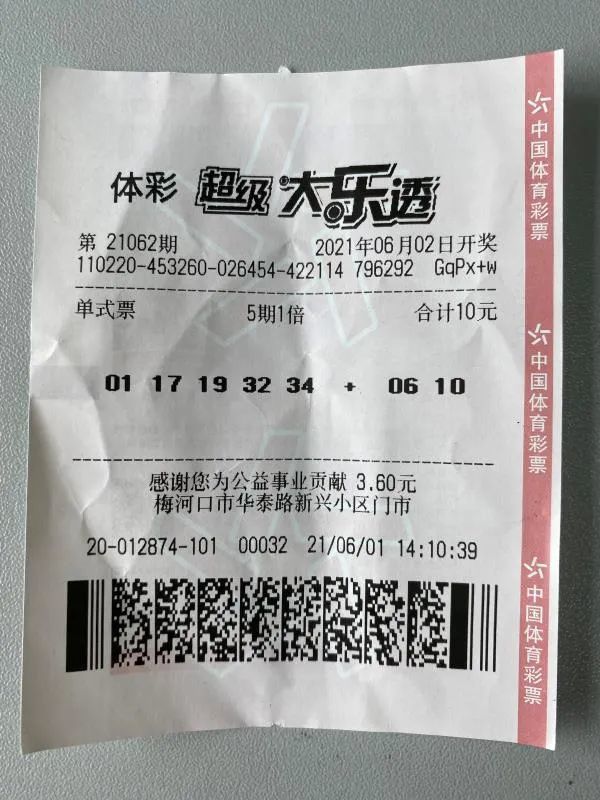 体彩 超级大乐透
第 21062期 2021年06月02日开奖
110220-453260-026454-422114 796292 GqPx+w
单式票 5期1倍 合计10元
01 17 19 32 34 + 06 10
感谢您为公益事业贡献 3.60元
梅河口市华泰路新兴小区门市
20-012874-101 00032 21/06/01 14:10:39
中国体育彩票
中国体育彩票
中国体育彩票